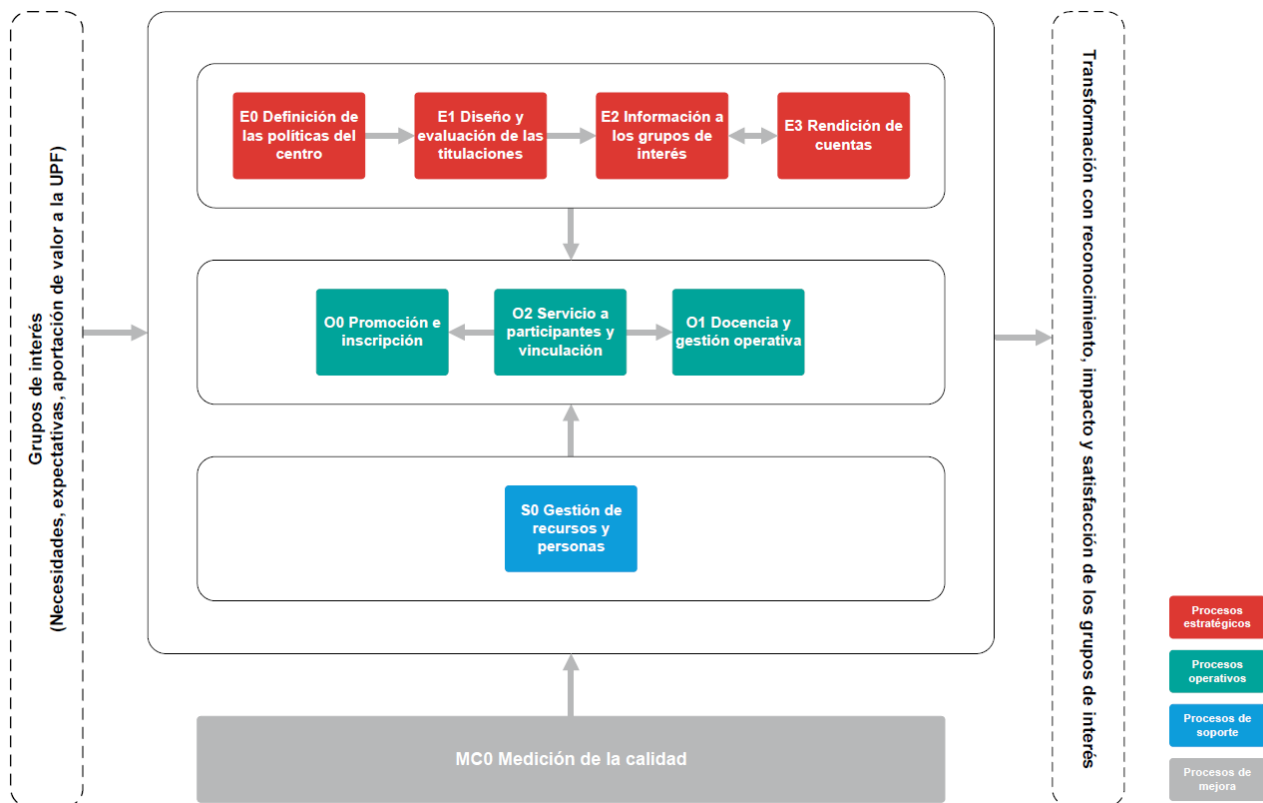 Grupos de interés
(Necesidades, expectativas, aportación de valor a la UPF)
E0 Definición de
las políticas del
centro
E1 Diseño y
evaluación de las
titulaciones
E2 Información a
los grupos de
interés
E3 Rendición de
cuentas
O0 Promoción e
inscripción
O2 Servicio a
participantes y
vinculación
O1 Docencia y
gestión operativa
S0 Gestión de
recursos y
personas
MC0 Medición de la calidad
Transformación con reconocimiento, impacto y satisfacción de los grupos de interés
Procesos
estratégicos
Procesos
operativos
Procesos de
soporte
Procesos de
mejora